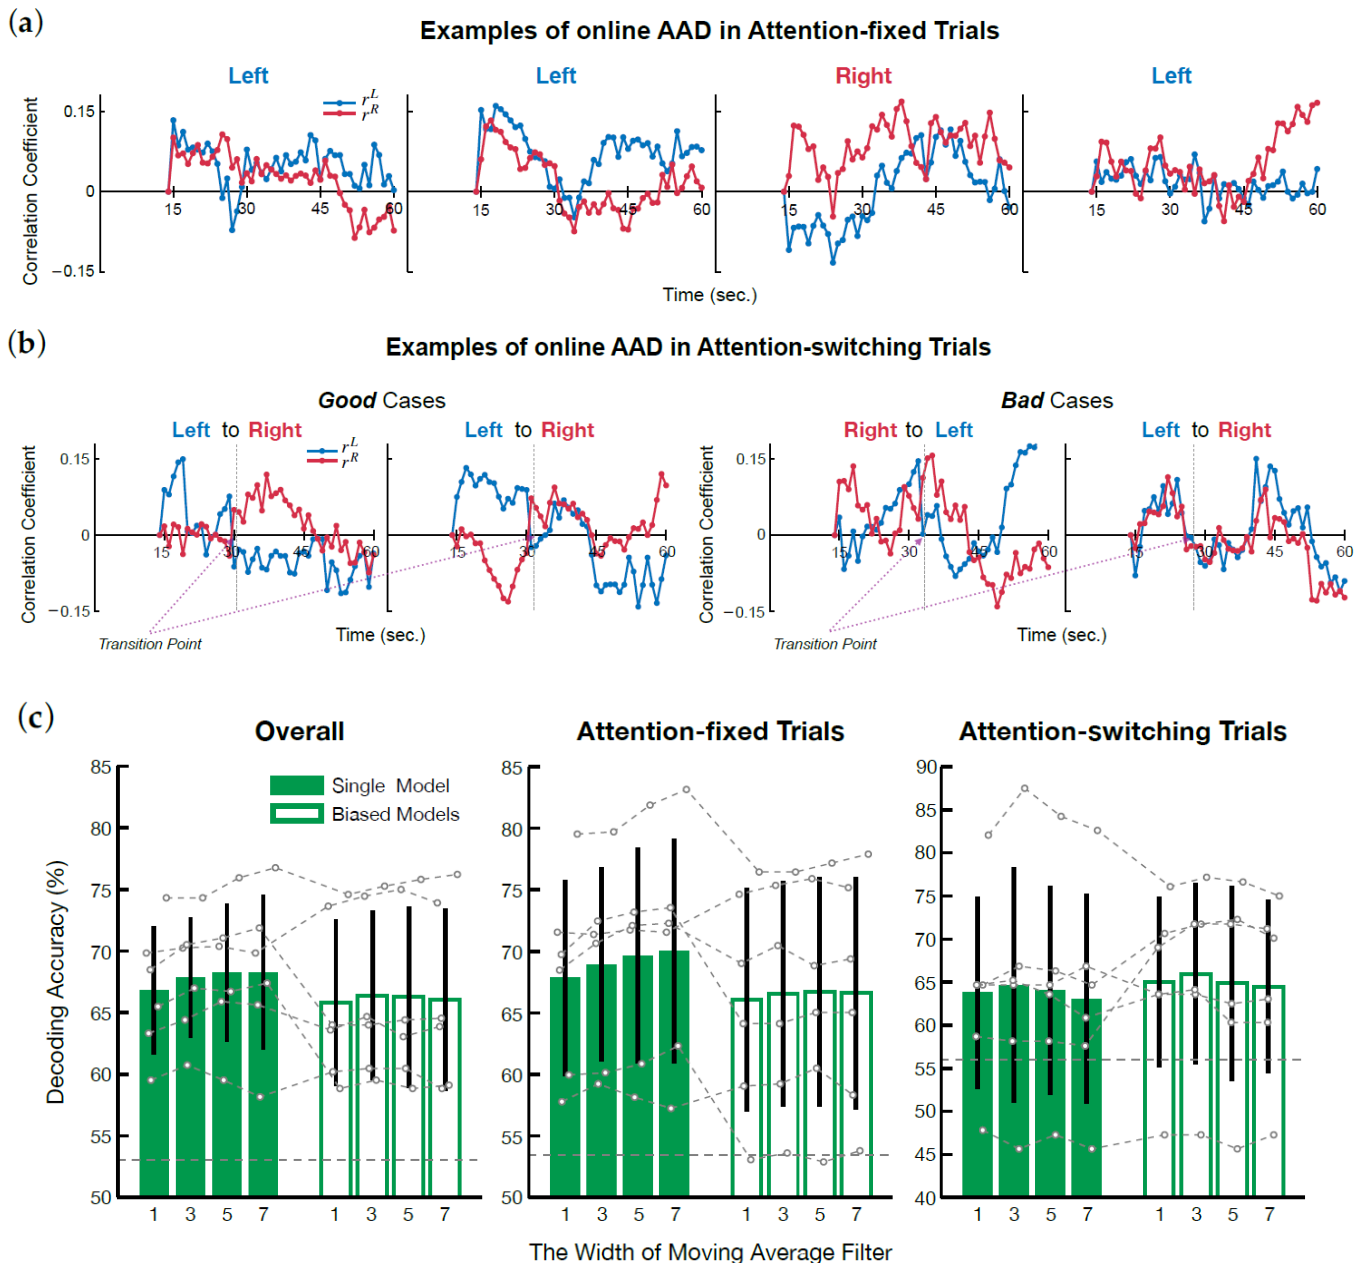 (a)
Examples of online AAD in Attention-fixed Trials
Left Left Right Left
Correlation Coefficient
0.15
0
−0.15
r^L
r^R
15 30 45 60 15 30 45 60 15 30 45 60 15 30 45 60
Time (sec.)
(b)
Examples of online AAD in Attention-switching Trials
Good Cases Bad Cases
Left to Right Left to Right Right to Left Left to Right
Correlation Coefficient
0.15
0
−0.15
r^L
r^R
15 30 45 60 15 30 45 60
Correlation Coefficient
0.15
0
−0.15
15 30 45 60 15 30 45 60
Transition Point
Time (sec.)
Transition Point
Time (sec.)
(c)
Overall Attention-fixed Trials Attention-switching Trials
Decoding Accuracy (%)
85
80
75
70
65
60
55
50
Single Model
Biased Models
1 3 5 7 1 3 5 7
85
80
75
70
65
60
55
50
1 3 5 7 1 3 5 7
90
85
80
75
70
65
60
55
50
45
40
1 3 5 7 1 3 5 7
The Width of Moving Average Filter